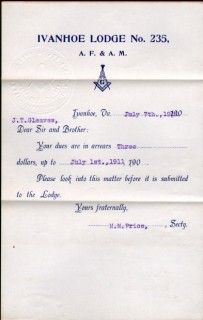 IVANHOE LODGE No. 235,
A. F. & A. M.
Ivanhoe, Va. July 7th., 190
Dear Sir and Brother:
Your dues are in arrears Three
dollars, up to July 1st., 1911, 190
Please look into this matter before it is submitted
to the Lodge.
Yours fraternally,
M.M.Price, Secty.